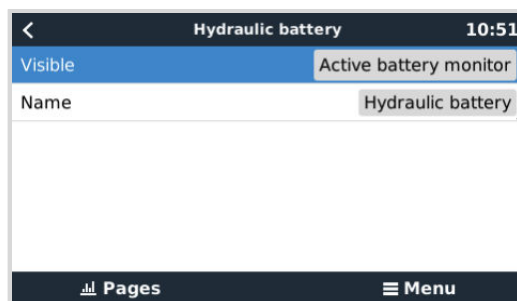 Hydraulic battery 10:51
Visible Active battery monitor
Name Hydraulic battery
Pages Menu